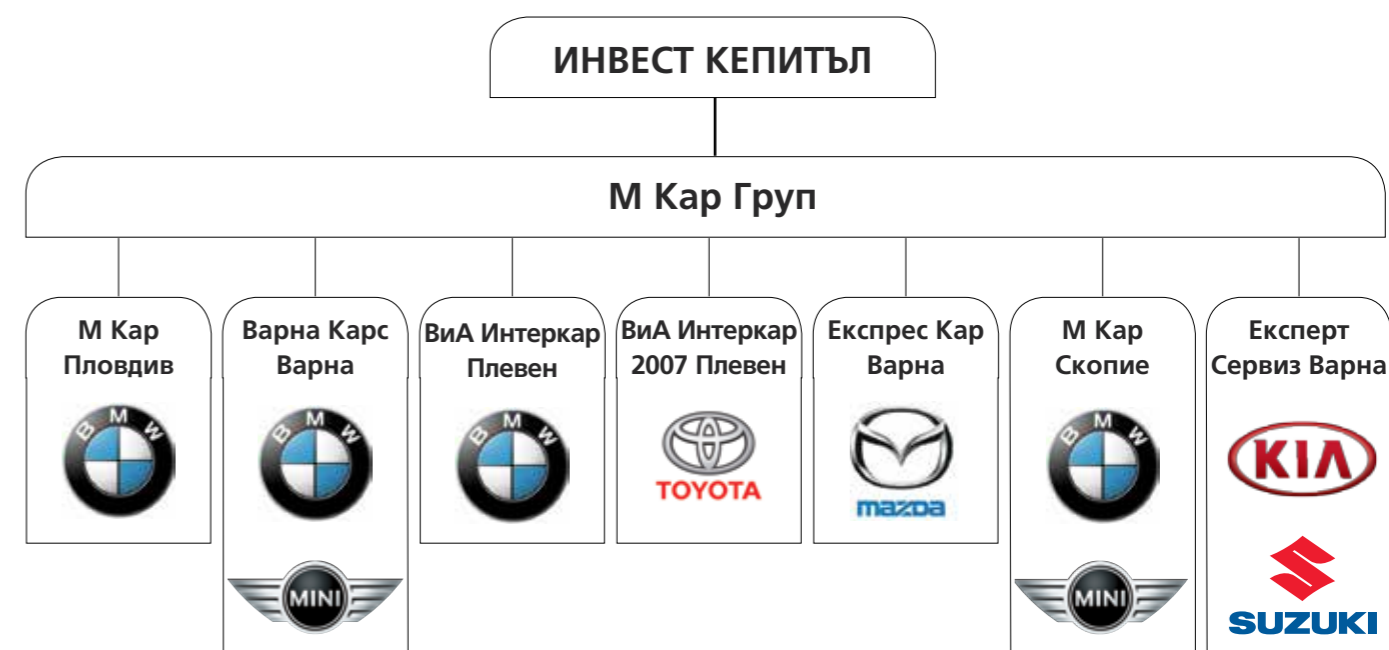 ИНВЕСТ КЕПИТЪЛ
М Кар Груп
М Кар
Пловдив
BMW
Варна Карс
Варна
BMW
MINI
ВиА Интеркар
Плевен
BMW
ВиА Интеркар
2007 Плевен
TOYOTA
Експрес Кар
Варна
mazda
М Кар
Скопие
BMW
MINI
Експерт
Сервиз Варна
KIA
SUZUKI